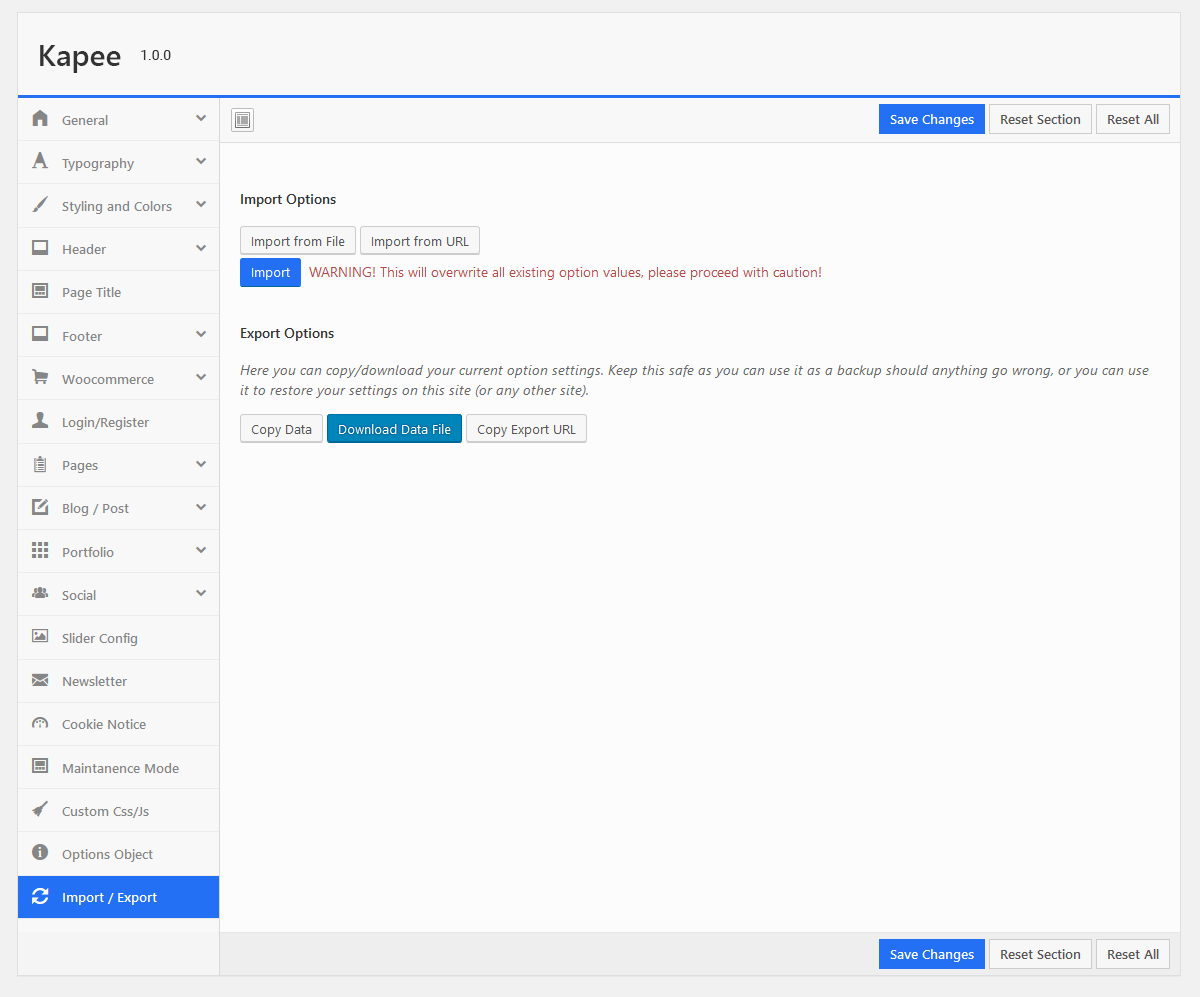 Kapee 1.0.0
General
Typography
Styling and Colors
Header
Page Title
Footer
Woocommerce
Login/Register
Pages
Blog / Post
Portfolio
Social
Slider Config
Newsletter
Cookie Notice
Maintanence Mode
Custom Css/Js
Options Object
Import / Export
Save Changes Reset Section Reset All
Import Options
Import from File Import from URL
Import WARNING! This will overwrite all existing option values, please proceed with caution!
Export Options
Here you can copy/download your current option settings. Keep this safe as you can use it as a backup should anything go wrong, or you can use
it to restore your settings on this site (or any other site).
Copy Data Download Data File Copy Export URL
Save Changes Reset Section Reset All